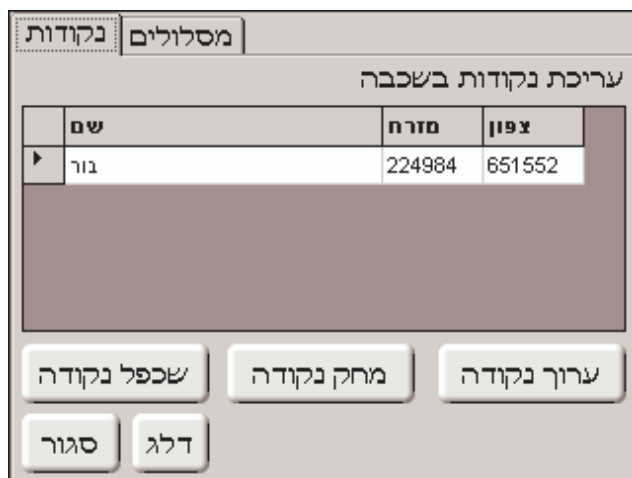 נקודות מסלולים
עריכת נקודות בשכבה
שם מזרח צפון
בור 224984 651552
שכפל נקודה מחק נקודה ערוך נקודה
סגור דלג